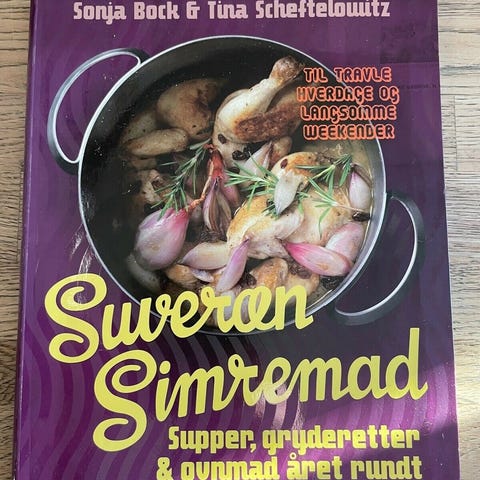 Sonja Bock & Tina Scheftelowitz
TIL TRAVLE
HVERDAGE OG
LANGSOMME
WEEKENDER
Suveræn
Simremad
Supper, gryderetter
& ovnmad året rundt